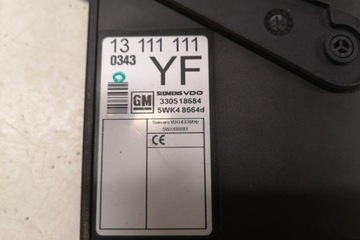 13 111 111
0343
YF
GM
SIEMENS VDO
330518684
5WK4 8664d
CE